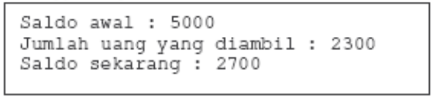 Saldo awal : 5000
Jumlah uang yang diambil : 2300
Saldo sekarang : 2700